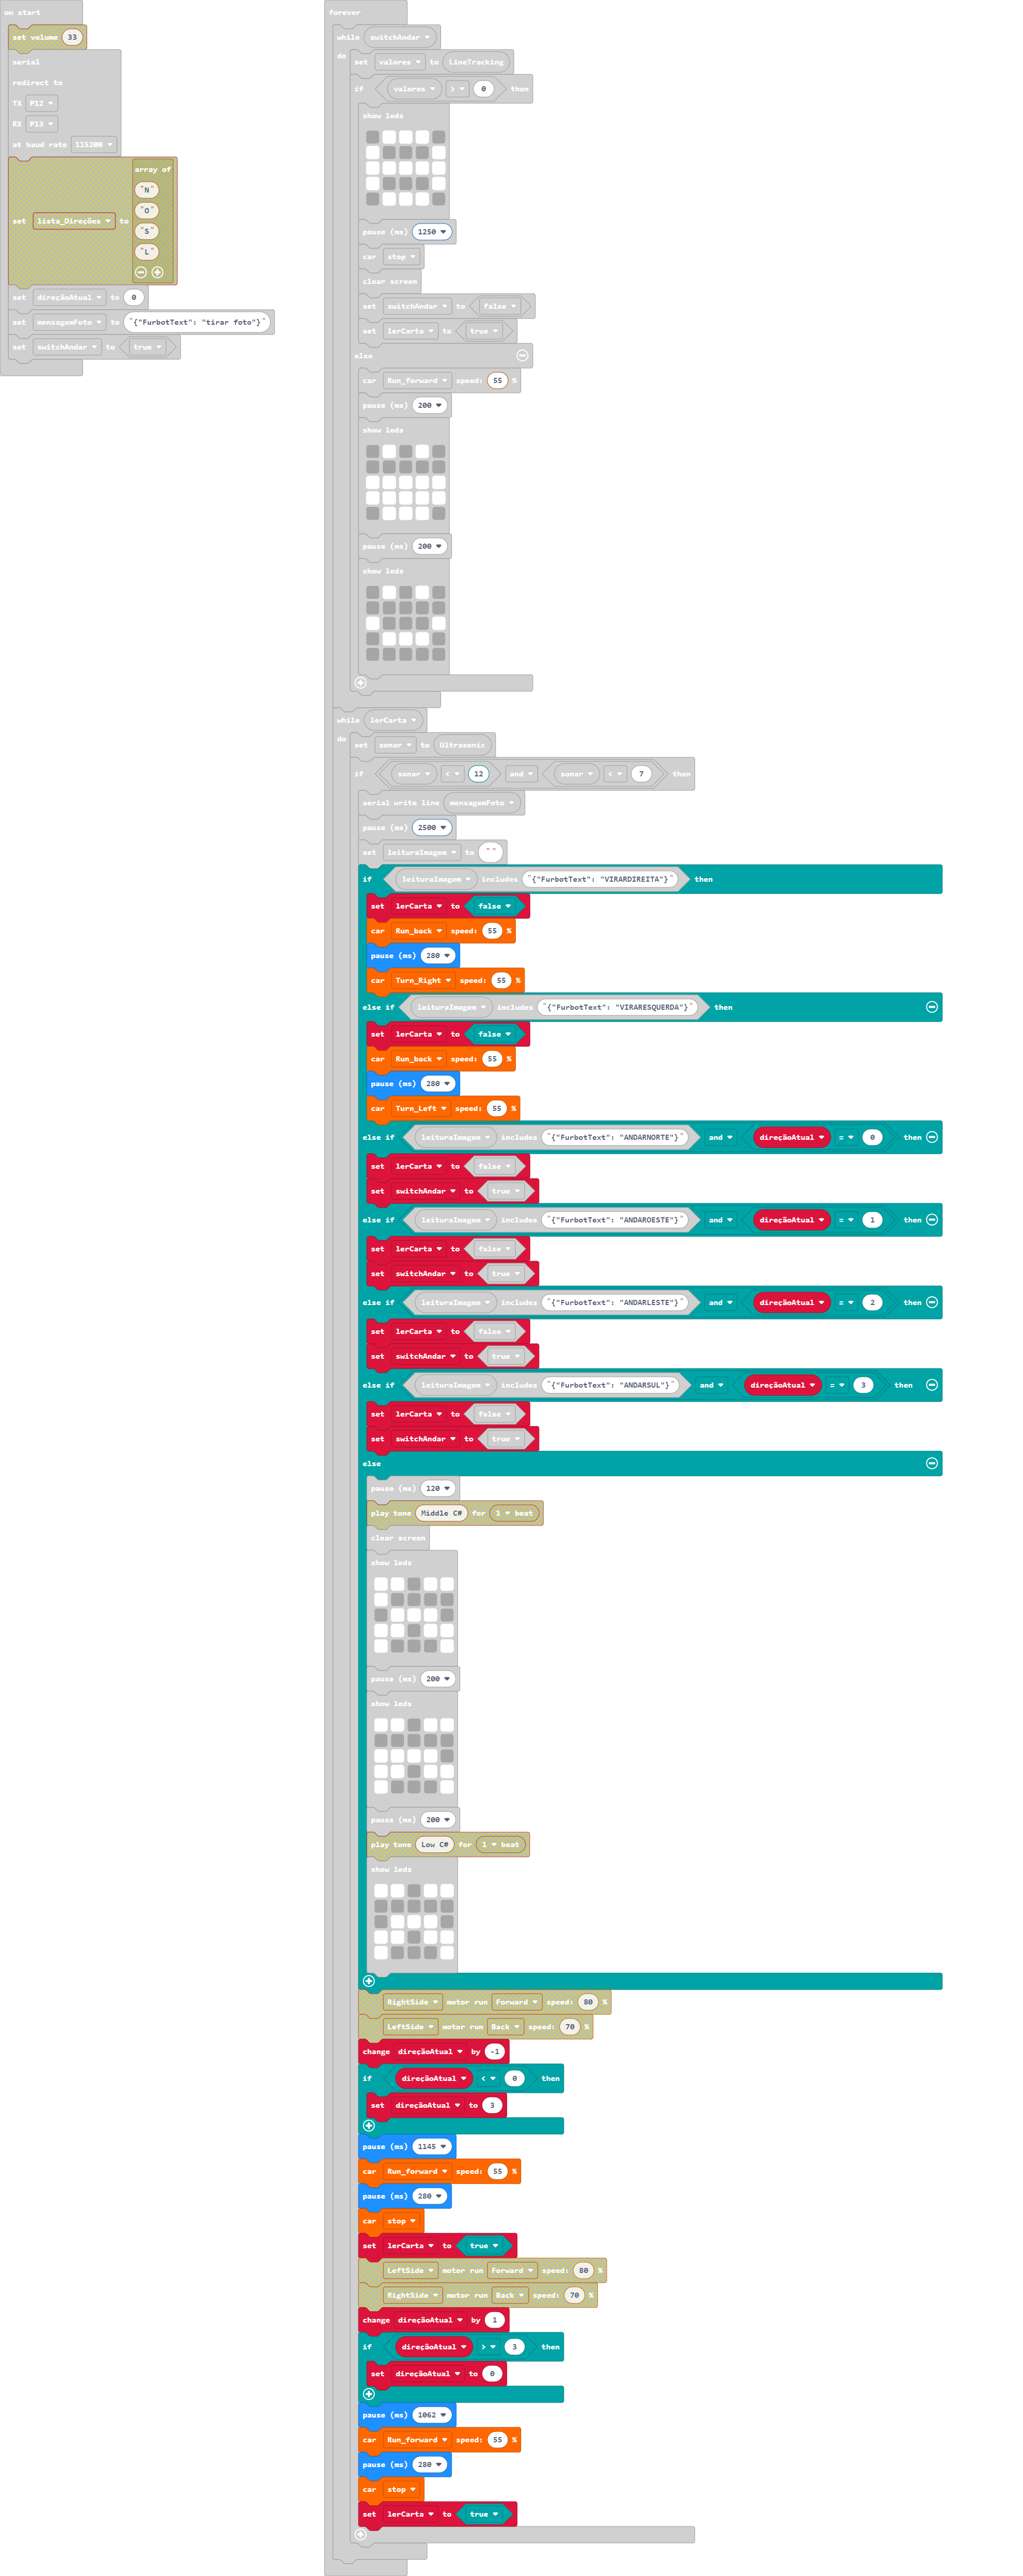 on start
set volume 33
serial
redirect to
TX P12
RX P13
at baud rate 115200
set lista_Direções to array of "N" "O" "S" "L"
set direçãoAtual to 0
set mensagemFoto to "{"FurbotText": "tirar foto"}"
set switchAndar to true
forever
while switchAndar
do set valores to LineTracking
if valores > 0 then
show leds
pause (ms) 1250
car stop
clear screen
set switchAndar to false
set lerCarta to true
else
car Run_forward speed: 55 %
pause (ms) 200
show leds
pause (ms) 200
show leds
while lerCarta
do set sonar to Ultrasonic
if sonar < 12 and sonar < 7 then
serial write line mensagemFoto
pause (ms) 2500
set leituraImagem to ""
if leituraImagem includes "{"FurbotText": "VIRARDIREITA"}" then
set lerCarta to false
car Run_back speed: 55 %
pause (ms) 280
car Turn_Right speed: 55 %
else if leituraImagem includes "{"FurbotText": "VIRARESQUERDA"}" then
set lerCarta to false
car Run_back speed: 55 %
pause (ms) 280
car Turn_Left speed: 55 %
else if leituraImagem includes "{"FurbotText": "ANDARNORTE"}" and direçãoAtual = 0 then
set lerCarta to false
set switchAndar to true
else if leituraImagem includes "{"FurbotText": "ANDAROESTE"}" and direçãoAtual = 1 then
set lerCarta to false
set switchAndar to true
else if leituraImagem includes "{"FurbotText": "ANDARLESTE"}" and direçãoAtual = 2 then
set lerCarta to false
set switchAndar to true
else if leituraImagem includes "{"FurbotText": "ANDARSUL"}" and direçãoAtual = 3 then
set lerCarta to false
set switchAndar to true
else
pause (ms) 120
play tone Middle C# for 1 beat
clear screen
show leds
pause (ms) 200
show leds
pause (ms) 200
play tone Low C# for 1 beat
show leds
RightSide motor run Forward speed: 80 %
LeftSide motor run Back speed: 70 %
change direçãoAtual by -1
if direçãoAtual < 0 then
set direçãoAtual to 3
pause (ms) 1145
car Run_forward speed: 55 %
pause (ms) 280
car stop
set lerCarta to true
LeftSide motor run Forward speed: 80 %
RightSide motor run Back speed: 70 %
change direçãoAtual by 1
if direçãoAtual > 3 then
set direçãoAtual to 0
pause (ms) 1062
car Run_forward speed: 55 %
pause (ms) 280
car stop
set lerCarta to true